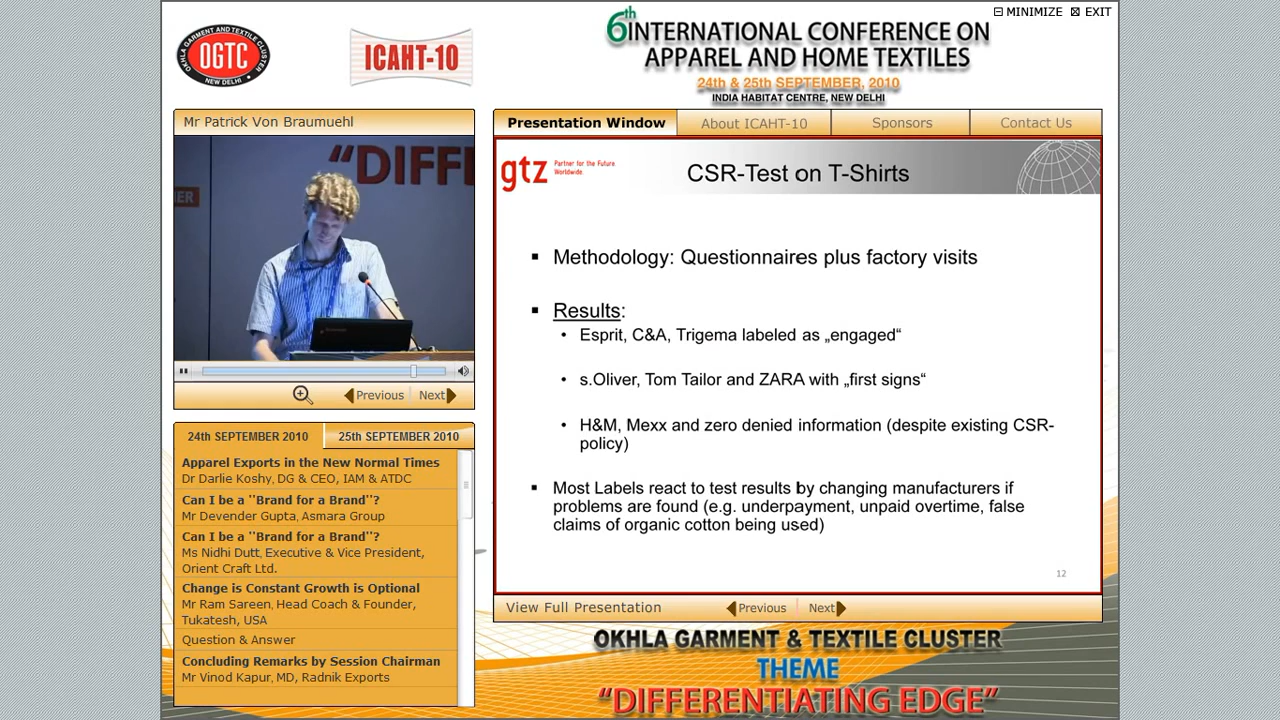 MINIMIZE EXIT
OKHLA GARMENT AND TEXTILE CLUSTER
OGTC
NEW DELHI
ICAHT-10
6th INTERNATIONAL CONFERENCE ON
APPAREL AND HOME TEXTILES
24th & 25th SEPTEMBER, 2010
INDIA HABITAT CENTRE, NEW DELHI
Mr Patrick Von Braumuehl
"DIFF
Previous Next
24th SEPTEMBER 2010 25th SEPTEMBER 2010
Apparel Exports in the New Normal Times
Dr Darlie Koshy, DG & CEO, IAM & ATDC
Can I be a "Brand for a Brand"?
Mr Devender Gupta, Asmara Group
Can I be a "Brand for a Brand"?
Ms Nidhi Dutt, Executive & Vice President,
Orient Craft Ltd.
Change is Constant Growth is Optional
Mr Ram Sareen, Head Coach & Founder,
Tukatesh, USA
Question & Answer
Concluding Remarks by Session Chairman
Mr Vinod Kapur, MD, Radnik Exports
Presentation Window About ICAHT-10 Sponsors Contact Us
gtz Partner for the Future
Worldwide
CSR-Test on T-Shirts
Methodology: Questionnaires plus factory visits
Results:
Esprit, C&A, Trigema labeled as „engaged“
s.Oliver, Tom Tailor and ZARA with „first signs“
H&M, Mexx and zero denied information (despite existing CSR-
policy)
Most Labels react to test results by changing manufacturers if
problems are found (e.g. underpayment, unpaid overtime, false
claims of organic cotton being used)
12
View Full Presentation Previous Next
OKHLA GARMENT & TEXTILE CLUSTER
THEME
"DIFFERENTIATING EDGE"